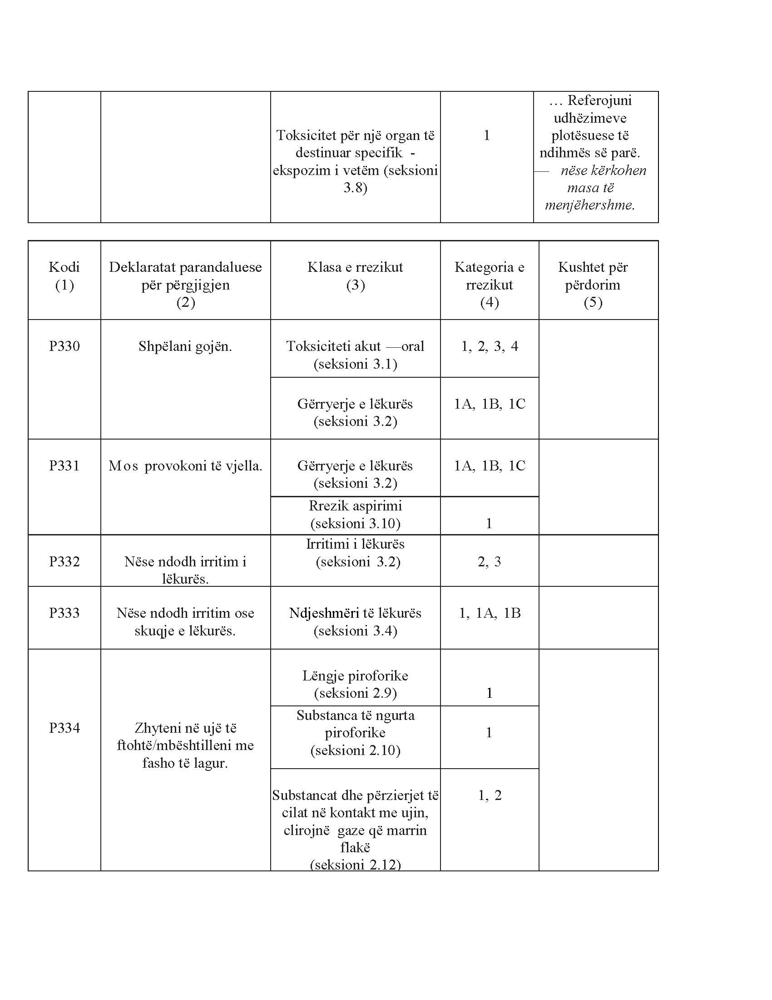 Toksicitet për një organ të
destinuar specifik -
ekspozim i vetëm (seksioni
3.8)
1
… Referojuni
udhëzimeve
plotësuese të
ndihmës së parë.
— nëse kërkohen
masa të
menjëhershme.
Kodi
(1)
Deklaratat parandaluese
për përgjigjen
(2)
Klasa e rrezikut
(3)
Kategoria e
rrezikut
(4)
Kushtet për
përdorim
(5)
P330
Shpëlani gojën.
Toksiciteti akut —oral
(seksioni 3.1)
1, 2, 3, 4
Gërryerje e lëkurës
(seksioni 3.2)
1A, 1B, 1C
P331
Mos provokoni të vjella.
Gërryerje e lëkurës
(seksioni 3.2)
1A, 1B, 1C
Rrezik aspirimi
(seksioni 3.10)
1
P332
Nëse ndodh irritim i
lëkurës.
Irritimi i lëkurës
(seksioni 3.2)
2, 3
P333
Nëse ndodh irritim ose
skuqje e lëkurës.
Ndjeshmëri të lëkurës
(seksioni 3.4)
1, 1A, 1B
P334
Zhyteni në ujë të
ftohtë/mbështilleni me
fasho të lagur.
Lëngje piroforike
(seksioni 2.9)
1
Substanca të ngurta
piroforike
(seksioni 2.10)
1
Substancat dhe përzierjet të
cilat në kontakt me ujin,
clirojnë gaze që marrin
flakë
(seksioni 2.12)
1, 2